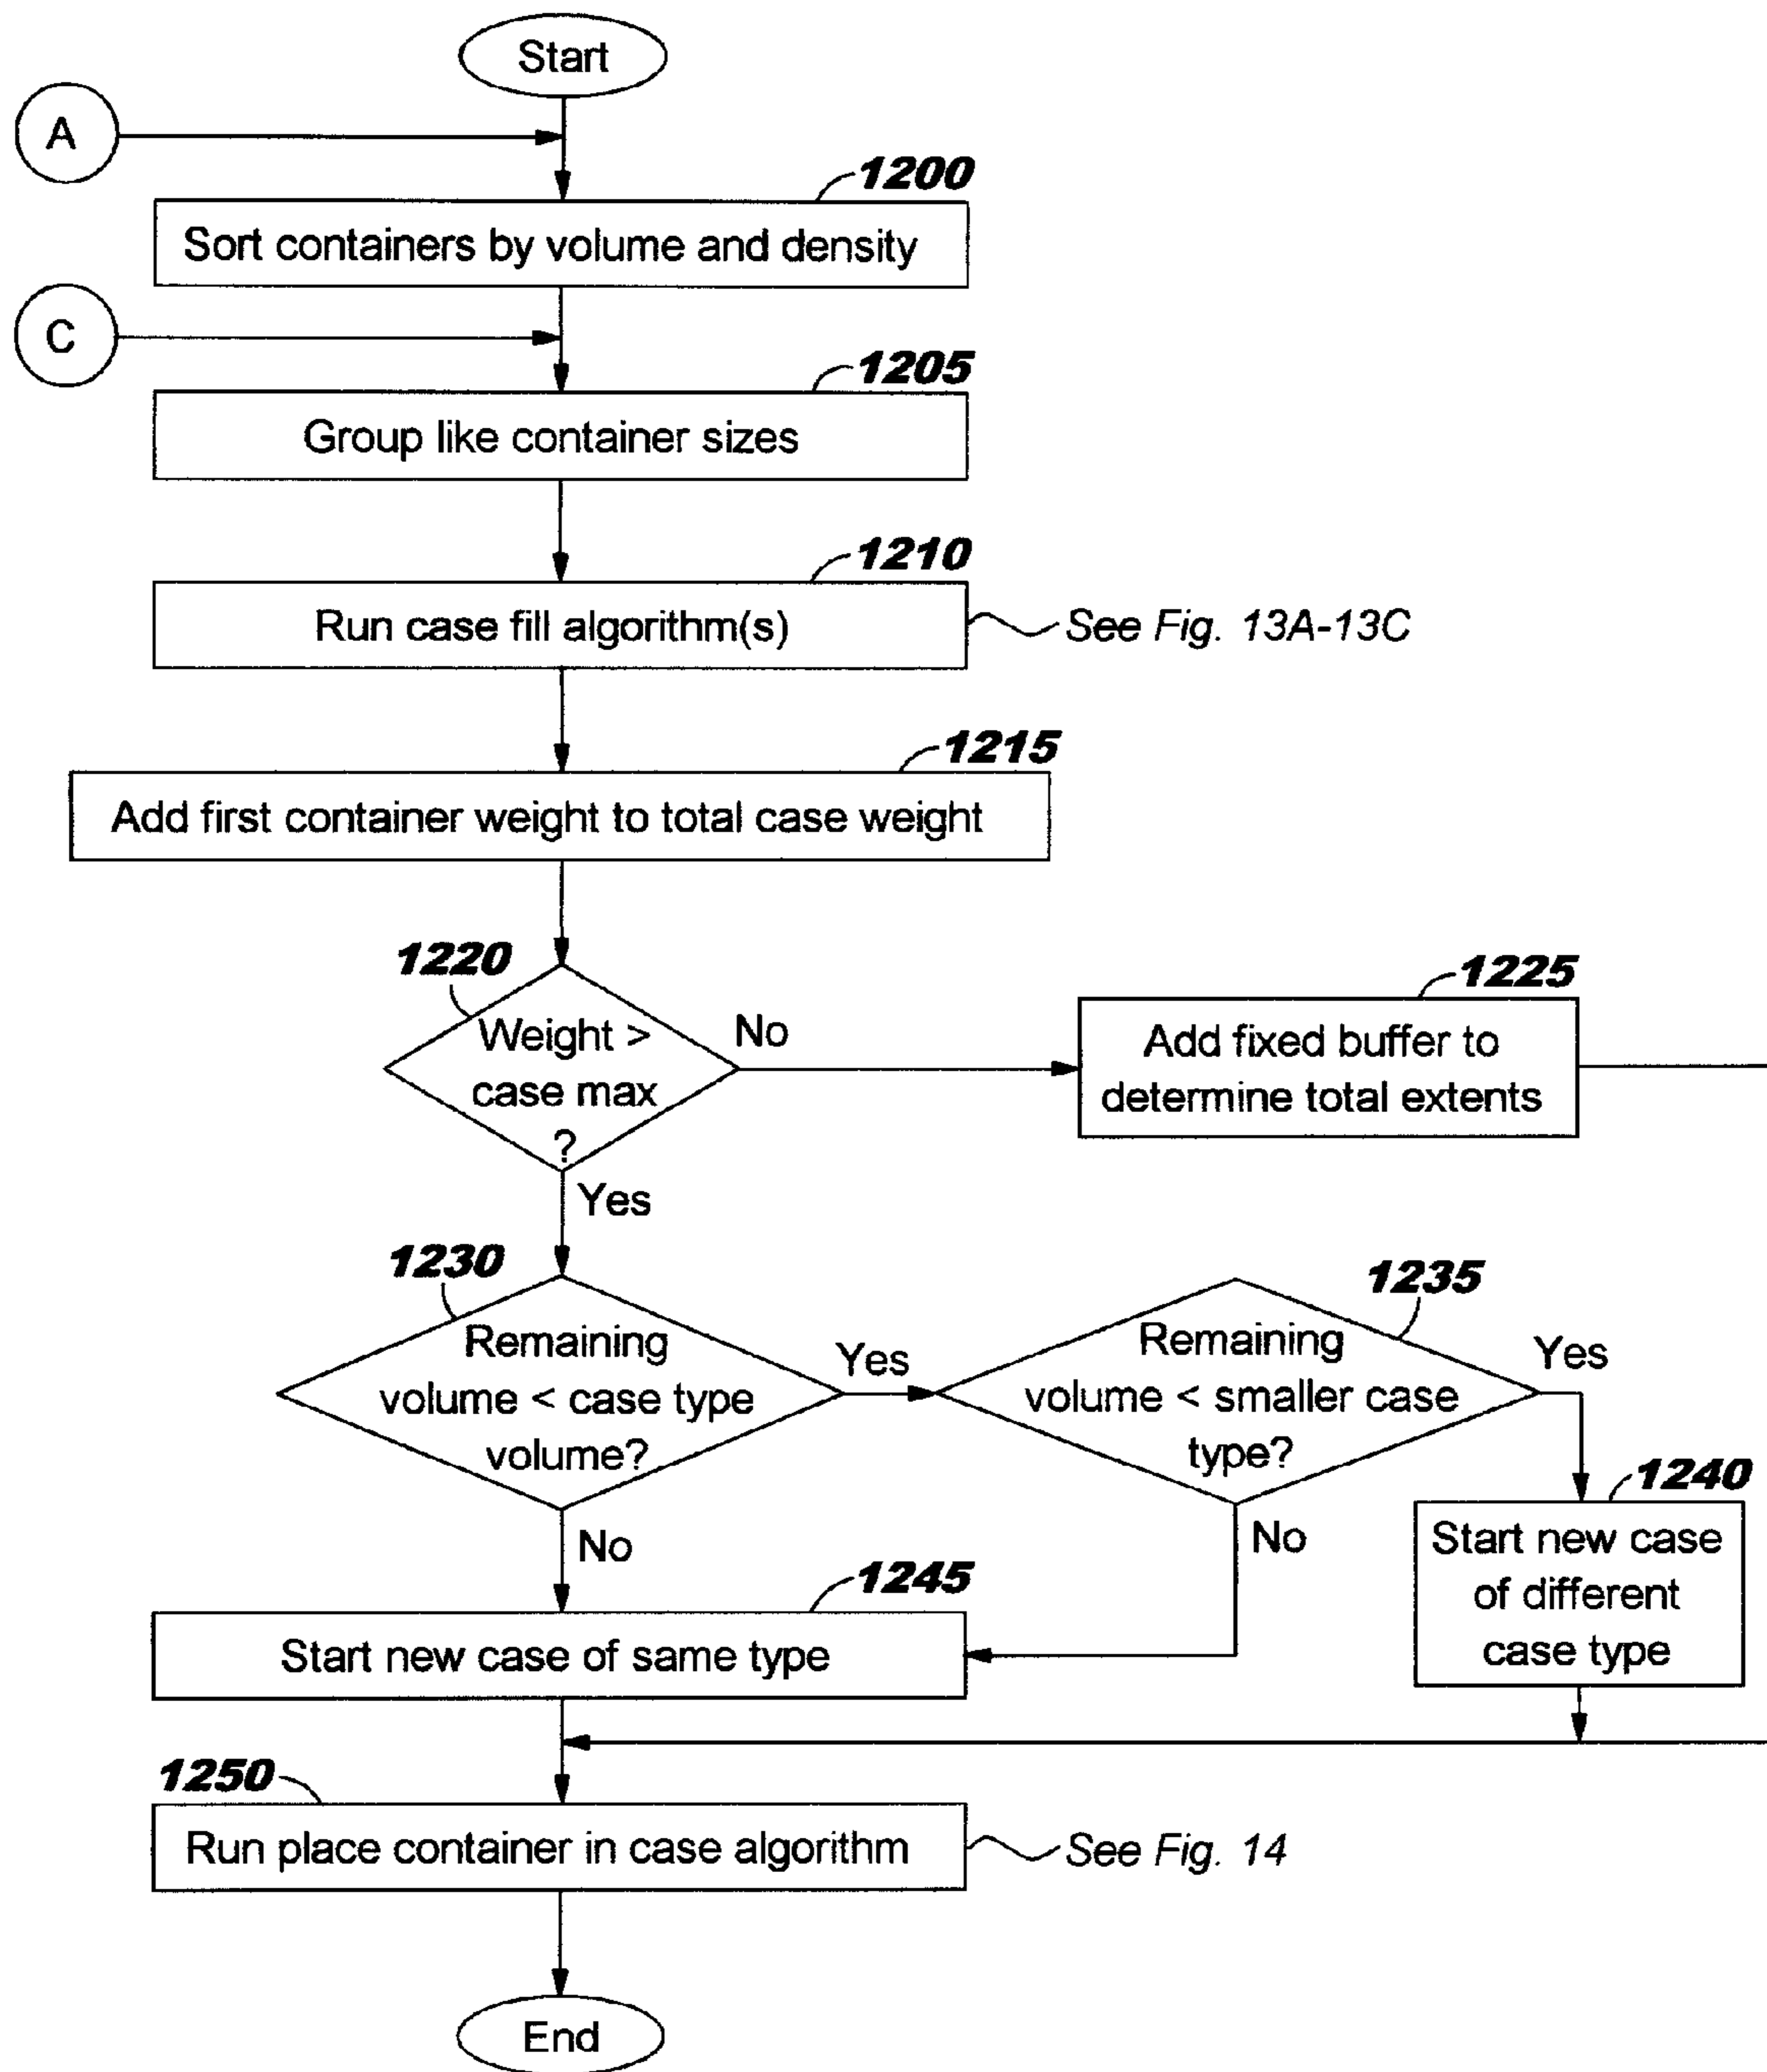 Start
A
1200
Sort containers by volume and density
C
1205
Group like container sizes
1210
Run case fill algorithm(s)
See Fig. 13A-13C
1215
Add first container weight to total case weight
1220
Weight >
case max
?
No
1225
Add fixed buffer to
determine total extents
Yes
1230
Remaining
volume < case type
volume?
Yes
1235
Remaining
volume < smaller case
type?
Yes
1240
Start new case
of different
case type
No
No
1245
Start new case of same type
1250
Run place container in case algorithm
See Fig. 14
End